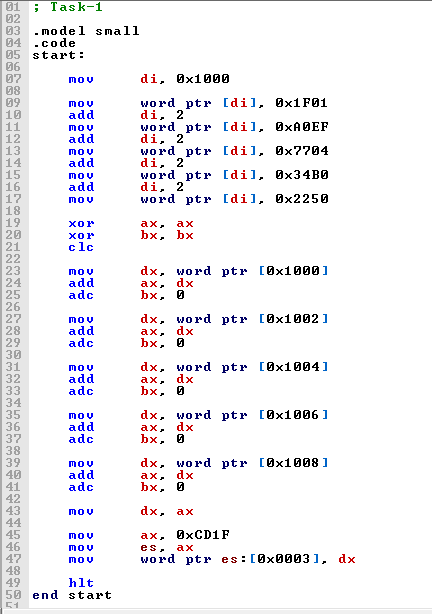 01 ; Task-1
02
03 .model small
04 .code
05 start:
06
07 mov di, 0x1000
08
09 mov word ptr [di], 0x1F01
10 add di, 2
11 mov word ptr [di], 0xA0EF
12 add di, 2
13 mov word ptr [di], 0x7704
14 add di, 2
15 mov word ptr [di], 0x34B0
16 add di, 2
17 mov word ptr [di], 0x2250
18
19 xor ax, ax
20 xor bx, bx
21 clc
22
23 mov dx, word ptr [0x1000]
24 add ax, dx
25 adc bx, 0
26
27 mov dx, word ptr [0x1002]
28 add ax, dx
29 adc bx, 0
30
31 mov dx, word ptr [0x1004]
32 add ax, dx
33 adc bx, 0
34
35 mov dx, word ptr [0x1006]
36 add ax, dx
37 adc bx, 0
38
39 mov dx, word ptr [0x1008]
40 add ax, dx
41 adc bx, 0
42
43 mov dx, ax
44
45 mov ax, 0xCD1F
46 mov es, ax
47 mov word ptr es:[0x0003], dx
48
49 hlt
50 end start
51